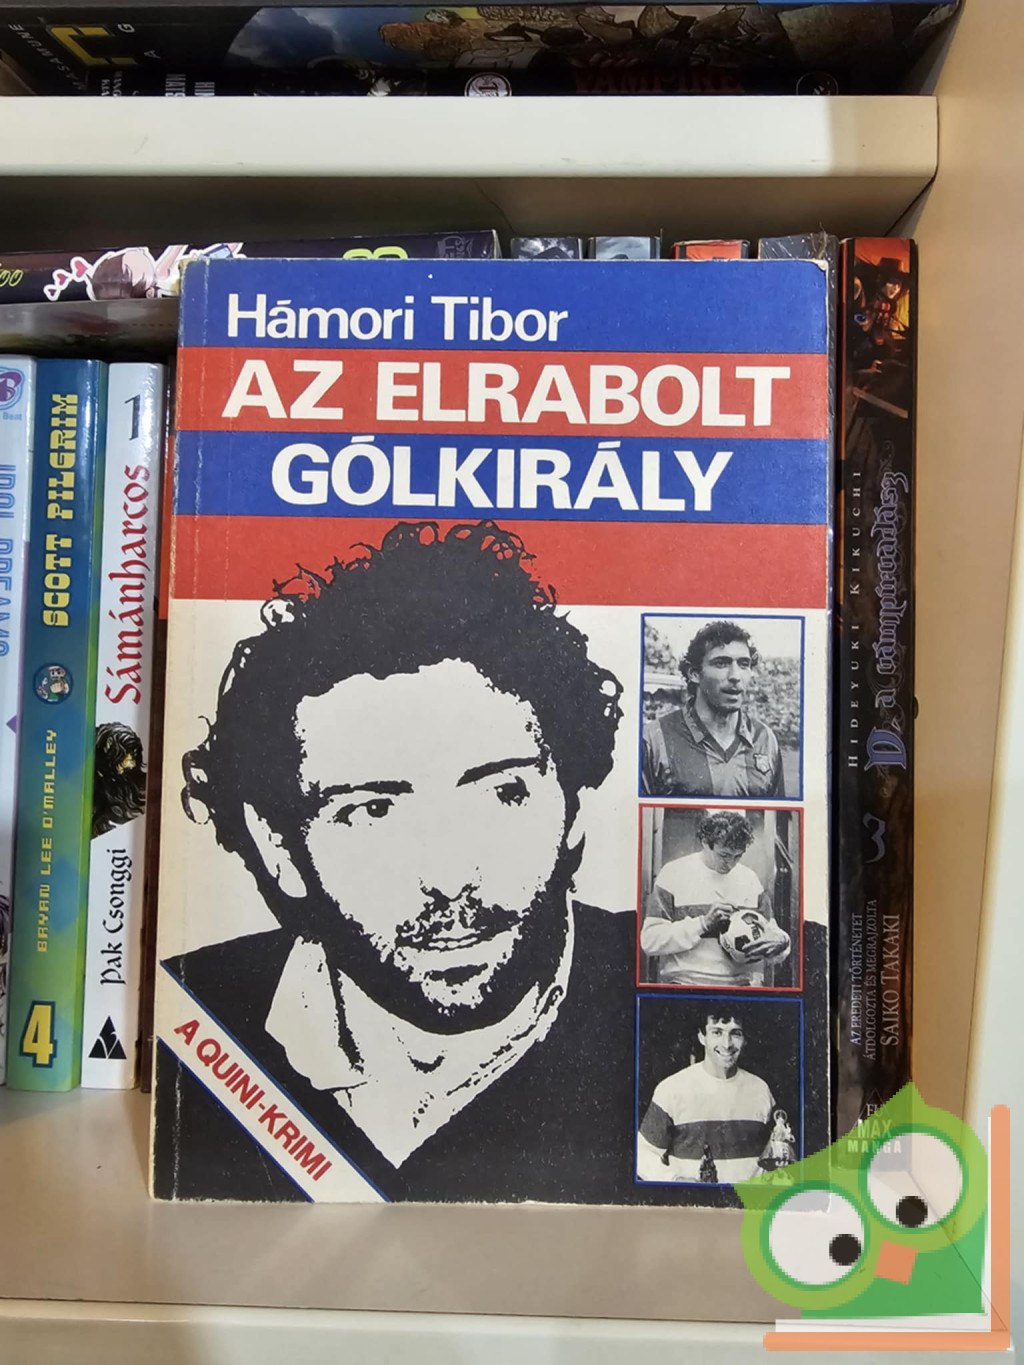 MASAMUNE
Hámori Tibor
AZ ELRABOLT
GÓLKIRÁLY
A QUINI-KRIMI
SCOTT PILGRIM
BRYAN LEE O'MALLEY
4
1
Sámánharcos
Pak Csonggi
HIDEYUKI KIKUCHI
D a vámpírvadász
3
AZ EREDETI TÖRTÉNETET
ÁTDOLGOZTA ÉS MEGRAJZOLTA
SAIKO TAKAKI
MAX
MANGA